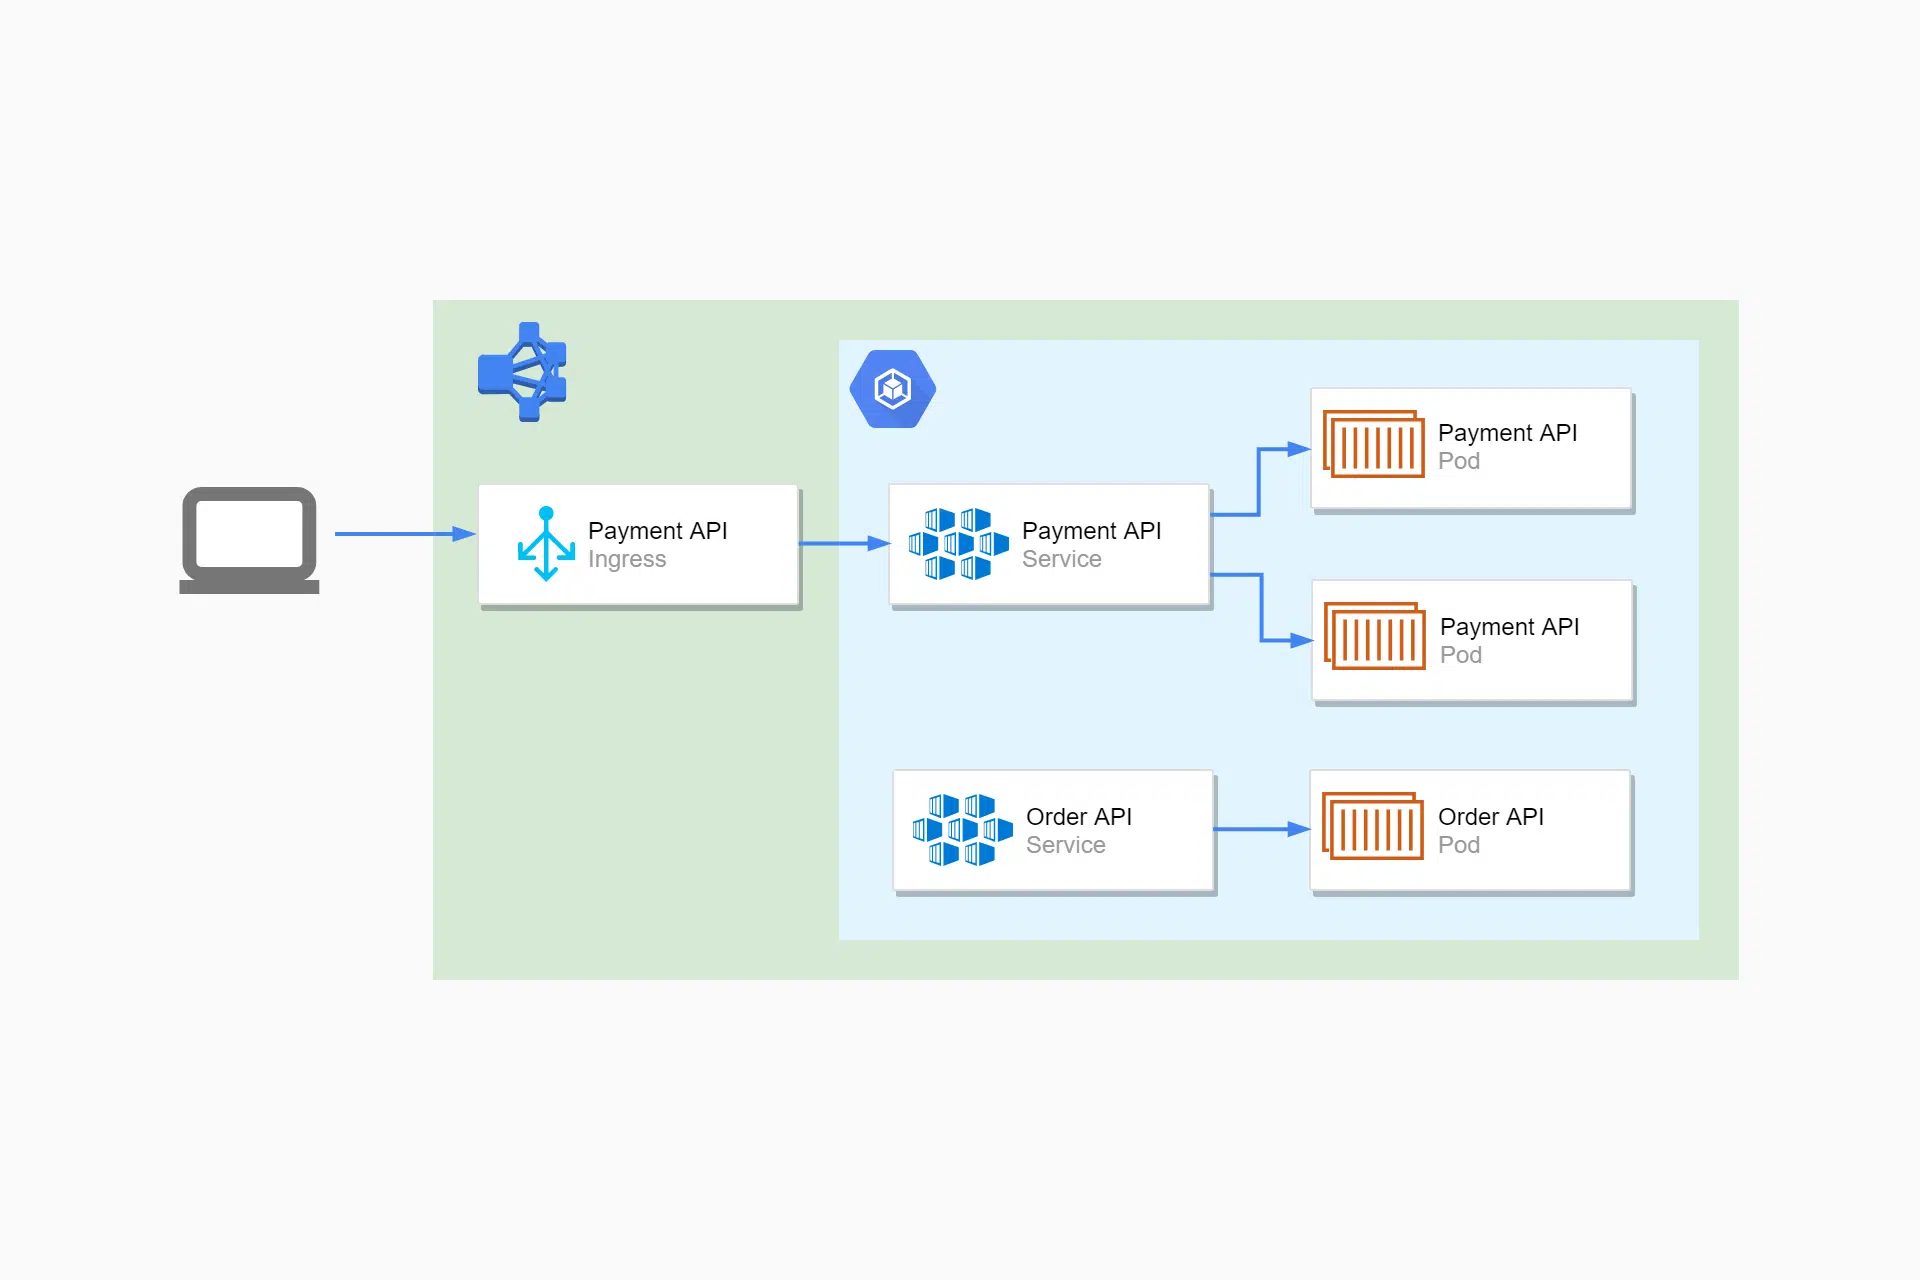 Payment API
Ingress
Payment API
Service
Payment API
Pod
Payment API
Pod
Order API
Service
Order API
Pod